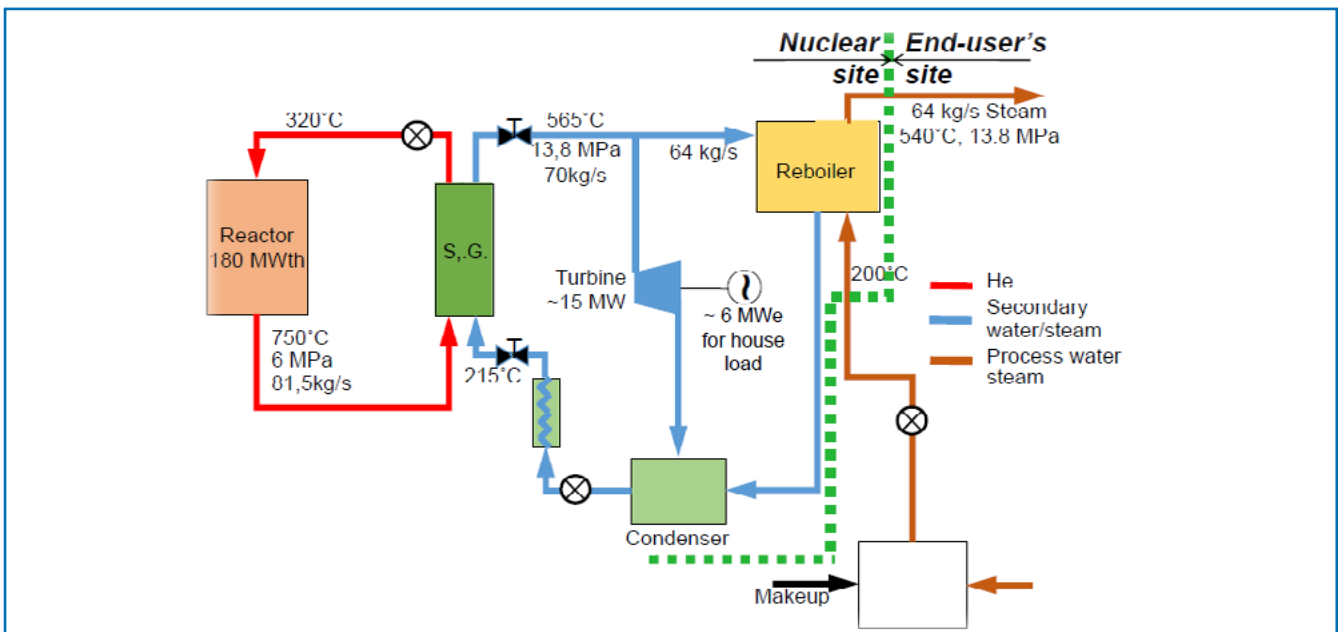 Nuclear End-user's
site site
320°C
565°C
13,8 MPa
70kg/s
64 kg/s
64 kg/s Steam
540°C, 13.8 MPa
Reboiler
Reactor
180 MWth
S,.G.
Turbine
~15 MW
~ 6 MWe
for house
load
200°C
He
Secondary
water/steam
Process water
steam
750°C
6 MPa
81,5kg/s
215°C
Condenser
Makeup